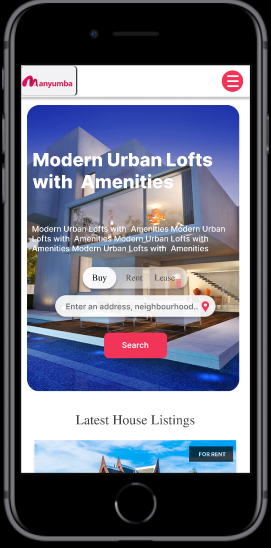 Manyumba
Modern Urban Lofts
with Amenities
Modern Urban Lofts with Amenities Modern Urban
Lofts with Amenities Modern Urban Lofts with
Amenities Modern Urban Lofts with Amenities
Buy Rent Lease
Enter an address, neighbourhood..
Search
Latest House Listings
FOR RENT